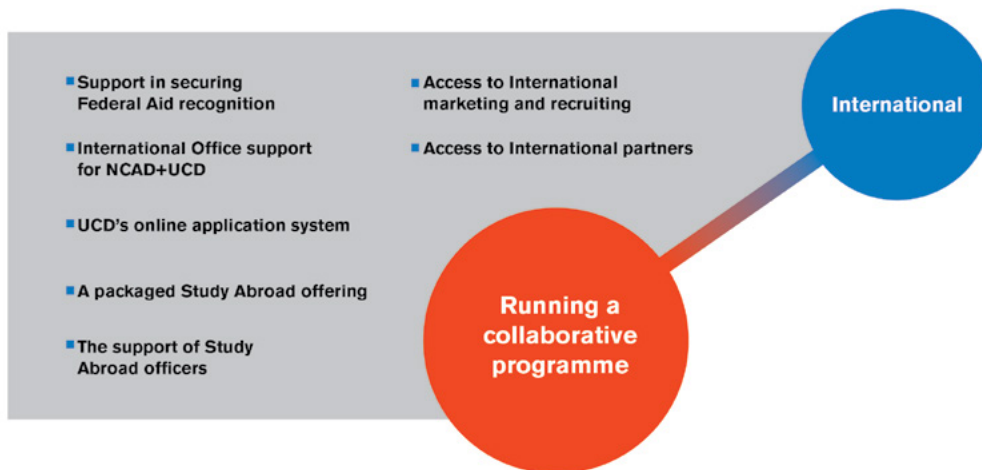 Support in securing
Federal Aid recognition
International Office support
for NCAD+UCD
UCD's online application system
A packaged Study Abroad offering
The support of Study
Abroad officers
Access to International
marketing and recruiting
Access to International partners
International
Running a
collaborative
programme